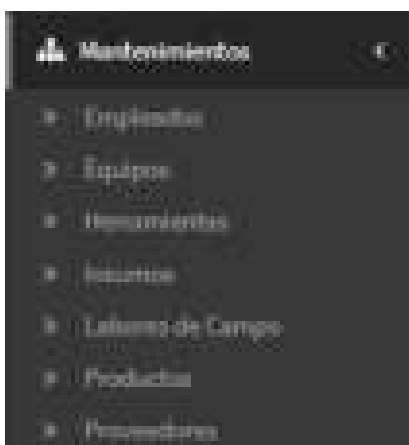 Mantenimientos
Empleados
Equipos
Herramientas
Insumos
Labores de Campo
Productos
Proveedores